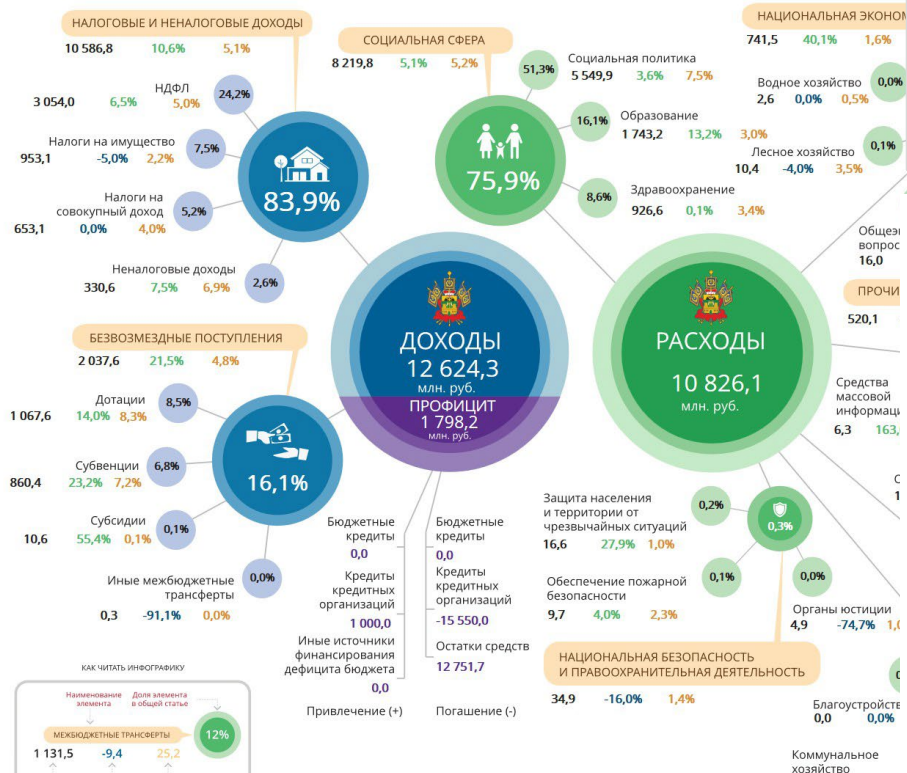 НАЛОГОВЫЕ И НЕНАЛОГОВЫЕ ДОХОДЫ
10 586,8 10,6% 5,1%
НДФЛ
3 054,0 6,5% 5,0%
24,2%
Налоги на имущество
953,1 -5,0% 2,2%
7,5%
Налоги на
совокупный доход
653,1 0,0% 4,0%
5,2%
Неналоговые доходы
330,6 7,5% 6,9%
2,6%
83,9%
БЕЗВОЗМЕЗДНЫЕ ПОСТУПЛЕНИЯ
2 037,6 21,5% 4,8%
Дотации
1 067,6 14,0% 8,3%
8,5%
Субвенции
860,4 23,2% 7,2%
6,8%
Субсидии
10,6 55,4% 0,1%
0,1%
Иные межбюджетные
трансферты
0,3 -91,1% 0,0%
0,0%
16,1%
СОЦИАЛЬНАЯ СФЕРА
8 219,8 5,1% 5,2%
75,9%
51,3%
Социальная политика
5 549,9 3,6% 7,5%
16,1%
Образование
1 743,2 13,2% 3,0%
8,6%
Здравоохранение
926,6 0,1% 3,4%
НАЦИОНАЛЬНАЯ ЭКОНОМ
741,5 40,1% 1,6%
Водное хозяйство
2,6 0,0% 0,5%
0,0%
Лесное хозяйство
10,4 -4,0% 3,5%
0,1%
ДОХОДЫ
12 624,3
млн. руб.
ПРОФИЦИТ
1 798,2
млн. руб.
РАСХОДЫ
10 826,1
млн. руб.
вопрос
16,0
ПРОЧИ
520,1
Средства
массовой
информаци
6,3 163,
Бюджетные
кредиты
0,0
Кредиты
кредитных
организаций
1 000,0
Иные источники
финансирования
дефицита бюджета
0,0
Привлечение (+)
Бюджетные
кредиты
0,0
Кредиты
кредитных
организаций
-15 550,0
Остатки средств
12 751,7
Погашение (-)
Защита населения
и территории от
чрезвычайных ситуаций
16,6 27,9% 1,0%
0,2%
0,3%
Обеспечение пожарной
безопасности
9,7 4,0% 2,3%
0,1%
0,0%
Органы юстиции
4,9 -74,7% 1,0
НАЦИОНАЛЬНАЯ БЕЗОПАСНОСТЬ
И ПРАВООХРАНИТЕЛЬНАЯ ДЕЯТЕЛЬНОСТЬ
34,9 -16,0% 1,4%
Благоустройств
0,0 0,0%
Коммунальное
хозяйство
КАК ЧИТАТЬ ИНФОГРАФИКУ
Наименование
элемента
Доля элемента
в общей статье
МЕЖБЮДЖЕТНЫЕ ТРАНСФЕРТЫ
12%
1 131,5 -9,4 25,2